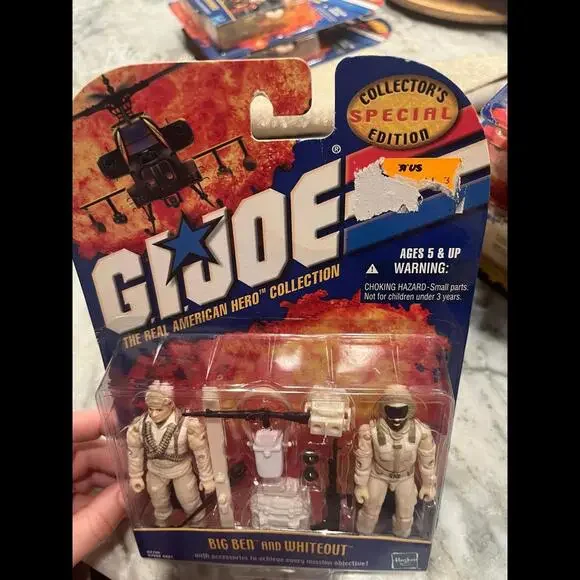 COLLECTOR'S
SPECIAL
EDITION
"R"US
3
G.I.JOE®
THE REAL AMERICAN HERO™ COLLECTION
AGES 5 & UP
WARNING:
CHOKING HAZARD-Small parts.
Not for children under 3 years.
BIG BEN™ AND WHITEOUT™
...with accessories to achieve every mission objective!
Hasbro